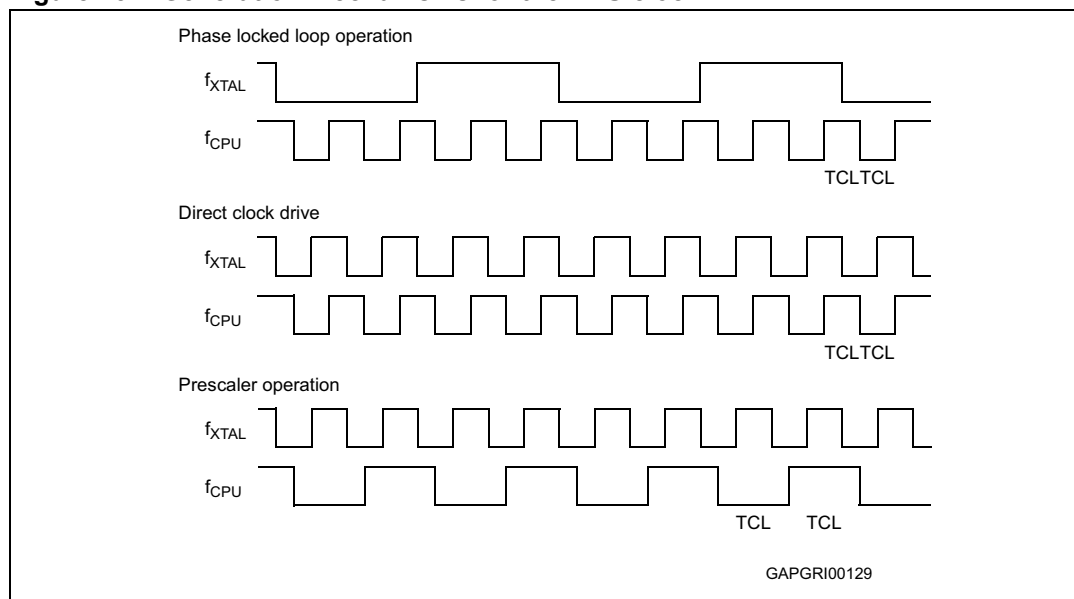 Phase locked loop operation
fXTAL
fCPU
TCLTCL
Direct clock drive
fXTAL
fCPU
TCLTCL
Prescaler operation
fXTAL
fCPU
TCL TCL
GAPGRI00129